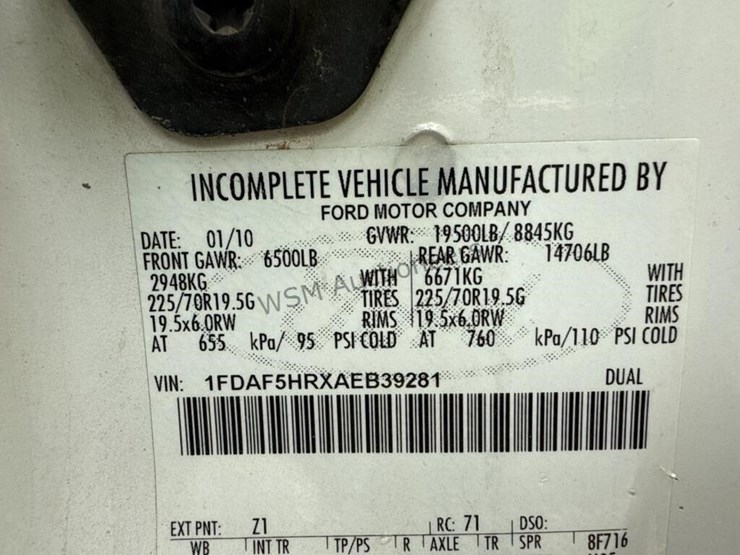 INCOMPLETE VEHICLE MANUFACTURED BY
FORD MOTOR COMPANY
DATE: 01/10 GVWR: 19500LB/ 8845KG
FRONT GAWR: 6500LB REAR GAWR: 14706LB
2948KG WITH 6671KG WITH
225/70R19.5G TIRES 225/70R19.5G TIRES
19.5x6.0RW RIMS 19.5x6.0RW RIMS
AT 655 kPa/ 95 PSI COLD AT 760 kPa/110 PSI COLD
WSM
VIN: 1FDAF5HRXAEB39281 DUAL
EXT PNT: Z1 RC: 71 DSO:
WB INT TR TP/PS R AXLE TR SPR 8F716